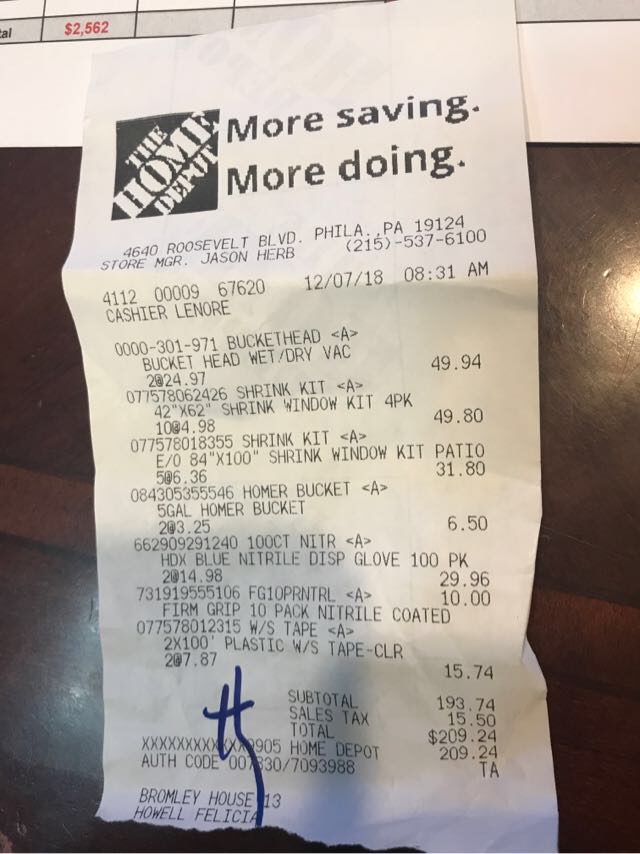 tal $2,562
THE HOME DEPOT
More saving.
More doing.
4640 ROOSEVELT BLVD. PHILA.,PA 19124
STORE MGR. JASON HERB (215)-537-6100
4112 00009 67620 12/07/18 08:31 AM
CASHIER LENORE
0000-301-971 BUCKETHEAD <A>
BUCKET HEAD WET/DRY VAC
2@24.97 49.94
077578062426 SHRINK KIT <A>
42"X62" SHRINK WINDOW KIT 4PK
10@4.98 49.80
077578018355 SHRINK KIT <A>
E/O 84"X100" SHRINK WINDOW KIT PATIO
5@6.36 31.80
084305355546 HOMER BUCKET <A>
5GAL HOMER BUCKET
2@3.25 6.50
662909291240 100CT NITR <A>
HDX BLUE NITRILE DISP GLOVE 100 PK
2@14.98 29.96
731919555106 FG10PRNTRL <A> 10.00
FIRM GRIP 10 PACK NITRILE COATED
077578012315 W/S TAPE <A>
2X100' PLASTIC W/S TAPE-CLR
2@7.87 15.74
SUBTOTAL 193.74
SALES TAX 15.50
TOTAL $209.24
XXXXXXXXXXXX9905 HOME DEPOT 209.24
AUTH CODE 007330/7093988 TA
BROMLEY HOUSE 13
HOWELL FELICIA